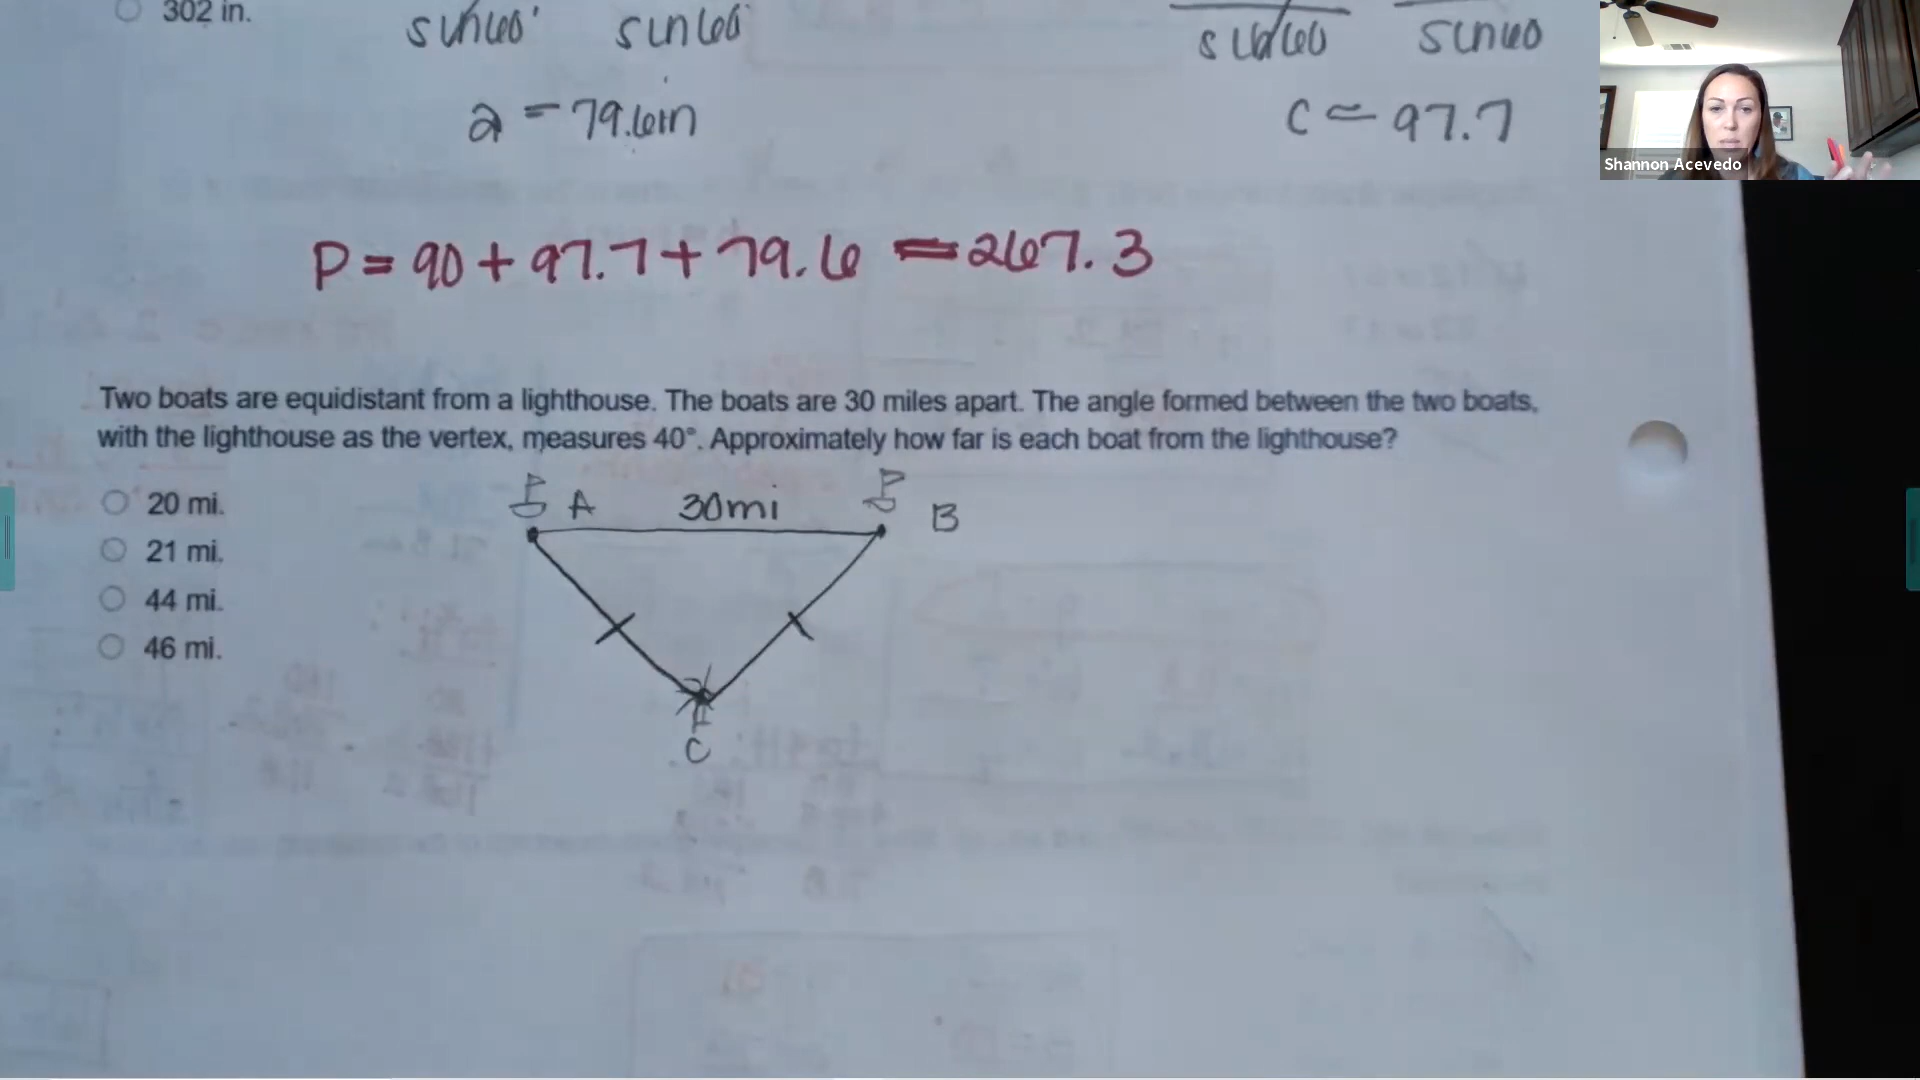 302 in.
sin60° sin60
sin60 sin60
a = 79.6in
c = 97.7
Shannon Acevedo
P = 90 + 97.7 + 79.6 = 267.3
Two boats are equidistant from a lighthouse. The boats are 30 miles apart. The angle formed between the two boats,
with the lighthouse as the vertex, measures 40°. Approximately how far is each boat from the lighthouse?
20 mi.
21 mi.
44 mi.
46 mi.
A 30mi B
C